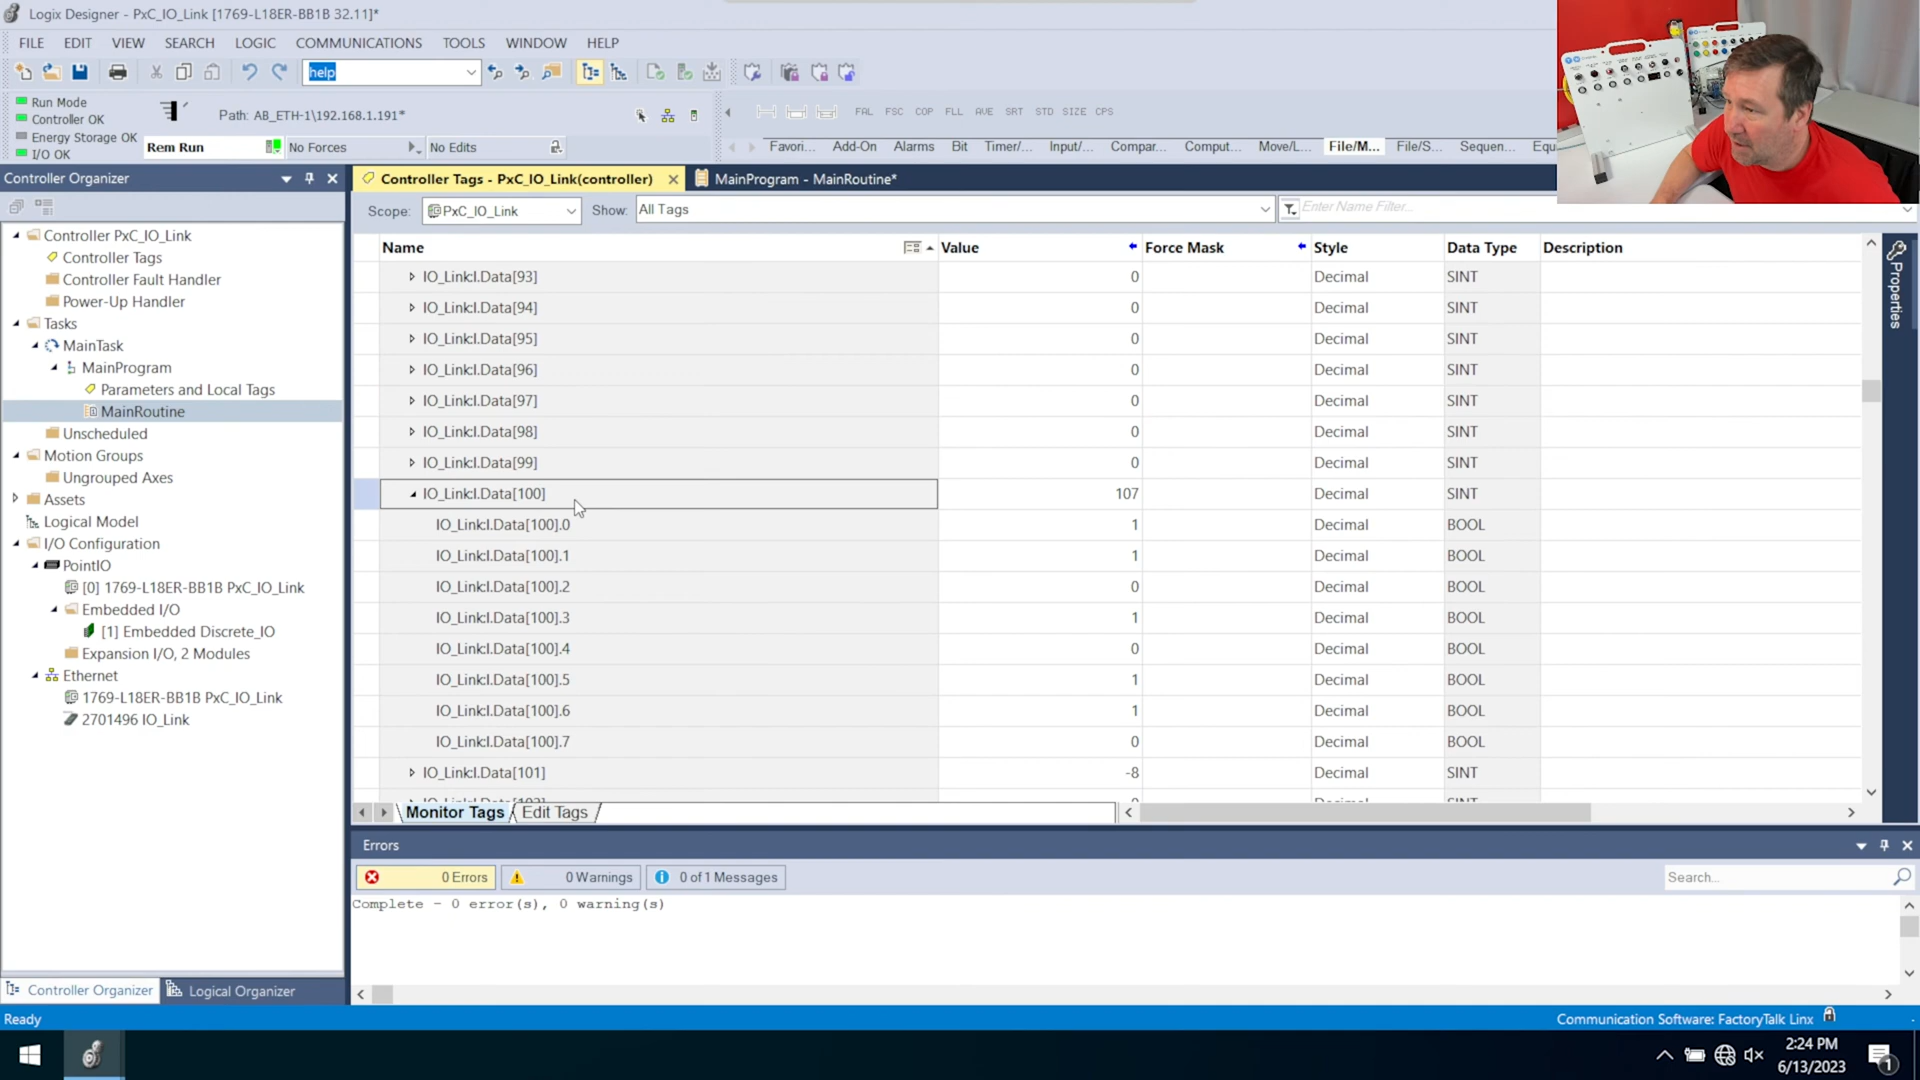 Logix Designer - PxC_IO_Link [1769-L18ER-BB1B 32.11]*
FILE EDIT VIEW SEARCH LOGIC COMMUNICATIONS TOOLS WINDOW HELP
help
Run Mode
Controller OK
Energy Storage OK
I/O OK
Path: AB_ETH-1\192.168.1.191*
Rem Run No Forces No Edits
FAL FSC COP FLL AVE SRT STD SIZE CPS
Favori... Add-On Alarms Bit Timer/... Input/... Compar... Comput... Move/L... File/M... File/S... Sequen... Equ
Controller Organizer
Controller PxC_IO_Link
Controller Tags
Controller Fault Handler
Power-Up Handler
Tasks
MainTask
MainProgram
Parameters and Local Tags
MainRoutine
Unscheduled
Motion Groups
Ungrouped Axes
Assets
Logical Model
I/O Configuration
PointIO
[0] 1769-L18ER-BB1B PxC_IO_Link
Embedded I/O
[1] Embedded Discrete_IO
Expansion I/O, 2 Modules
Ethernet
1769-L18ER-BB1B PxC_IO_Link
2701496 IO_Link
Controller Organizer Logical Organizer
Controller Tags - PxC_IO_Link(controller) MainProgram - MainRoutine*
Scope: PxC_IO_Link Show: All Tags Enter Name Filter...
Name Value Force Mask Style Data Type Description
IO_Link:I.Data[93] 0 Decimal SINT
IO_Link:I.Data[94] 0 Decimal SINT
IO_Link:I.Data[95] 0 Decimal SINT
IO_Link:I.Data[96] 0 Decimal SINT
IO_Link:I.Data[97] 0 Decimal SINT
IO_Link:I.Data[98] 0 Decimal SINT
IO_Link:I.Data[99] 0 Decimal SINT
IO_Link:I.Data[100] 107 Decimal SINT
IO_Link:I.Data[100].0 1 Decimal BOOL
IO_Link:I.Data[100].1 1 Decimal BOOL
IO_Link:I.Data[100].2 0 Decimal BOOL
IO_Link:I.Data[100].3 1 Decimal BOOL
IO_Link:I.Data[100].4 0 Decimal BOOL
IO_Link:I.Data[100].5 1 Decimal BOOL
IO_Link:I.Data[100].6 1 Decimal BOOL
IO_Link:I.Data[100].7 0 Decimal BOOL
IO_Link:I.Data[101] -8 Decimal SINT
Monitor Tags Edit Tags
Properties
Errors
0 Errors 0 Warnings 0 of 1 Messages Search...
Complete - 0 error(s), 0 warning(s)
Ready Communication Software: FactoryTalk Linx
2:24 PM
6/13/2023
1